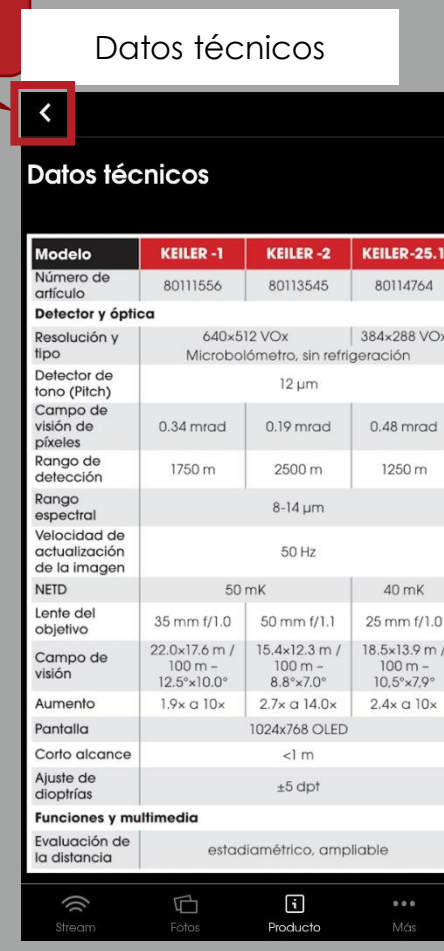 Datos técnicos
Datos técnicos
Modelo KEILER -1 KEILER -2 KEILER-25.1
Número de
artículo 80111556 80113545 80114764
Detector y óptica
Resolución y
tipo 640×512 VOx 384×288 VOx
Microbolómetro, sin refrigeración
Detector de
tono (Pitch) 12 µm
Campo de
visión de
píxeles 0.34 mrad 0.19 mrad 0.48 mrad
Rango de
detección 1750 m 2500 m 1250 m
Rango
espectral 8-14 µm
Velocidad de
actualización
de la imagen 50 Hz
NETD 50 mK 40 mK
Lente del
objetivo 35 mm f/1.0 50 mm f/1.1 25 mm f/1.0
Campo de
visión 22.0×17.6 m / 15.4×12.3 m / 18.5×13.9 m /
100 m – 100 m – 100 m –
12.5°×10.0° 8.8°×7.0° 10,5°×7,9°
Aumento 1.9× a 10× 2.7× a 14.0× 2.4× a 10×
Pantalla 1024x768 OLED
Corto alcance <1 m
Ajuste de
dioptrías ±5 dpt
Funciones y multimedia
Evaluación de
la distancia estadiamétrico, ampliable
Stream Fotos Producto Más